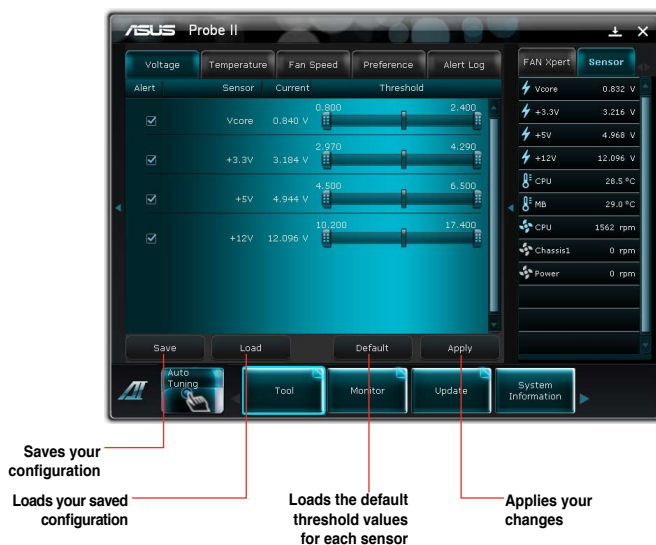 ASUS Probe II
Voltage Temperature Fan Speed Preference Alert Log
Alert Sensor Current Threshold
0.800 2.400
Vcore 0.840 V
2.970 4.290
+3.3V 3.184 V
4.500 6.500
+5V 4.944 V
10.200 17.400
+12V 12.096 V
Save Load Default Apply
FAN Xpert Sensor
Vcore 0.832 V
+3.3V 3.216 V
+5V 4.968 V
+12V 12.096 V
CPU 28.5 °C
MB 29.0 °C
CPU 1562 rpm
Chassis1 0 rpm
Power 0 rpm
AI
Auto
Tuning
Tool
Monitor
Update
System
Information
Saves your
configuration
Loads your saved
configuration
Loads the default
threshold values
for each sensor
Applies your
changes